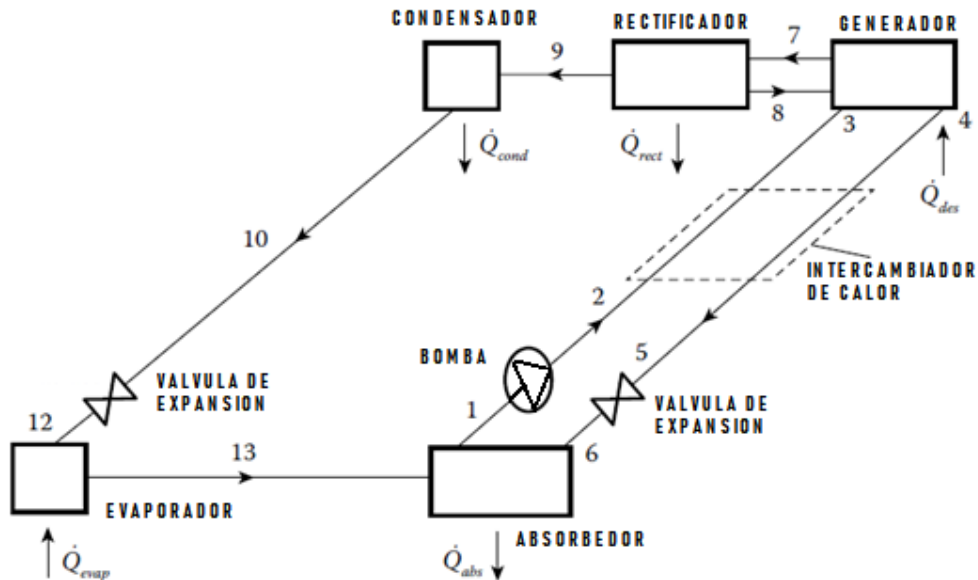 CONDENSADOR
RECTIFICADOR
GENERADOR
9
7
8
3
4
Q̇cond
Q̇rect
Q̇des
10
INTERCAMBIADOR
DE CALOR
2
BOMBA
5
VALVULA DE
EXPANSION
VALVULA DE
EXPANSION
12
1
6
13
EVAPORADOR
ABSORBEDOR
Q̇evap
Q̇abs